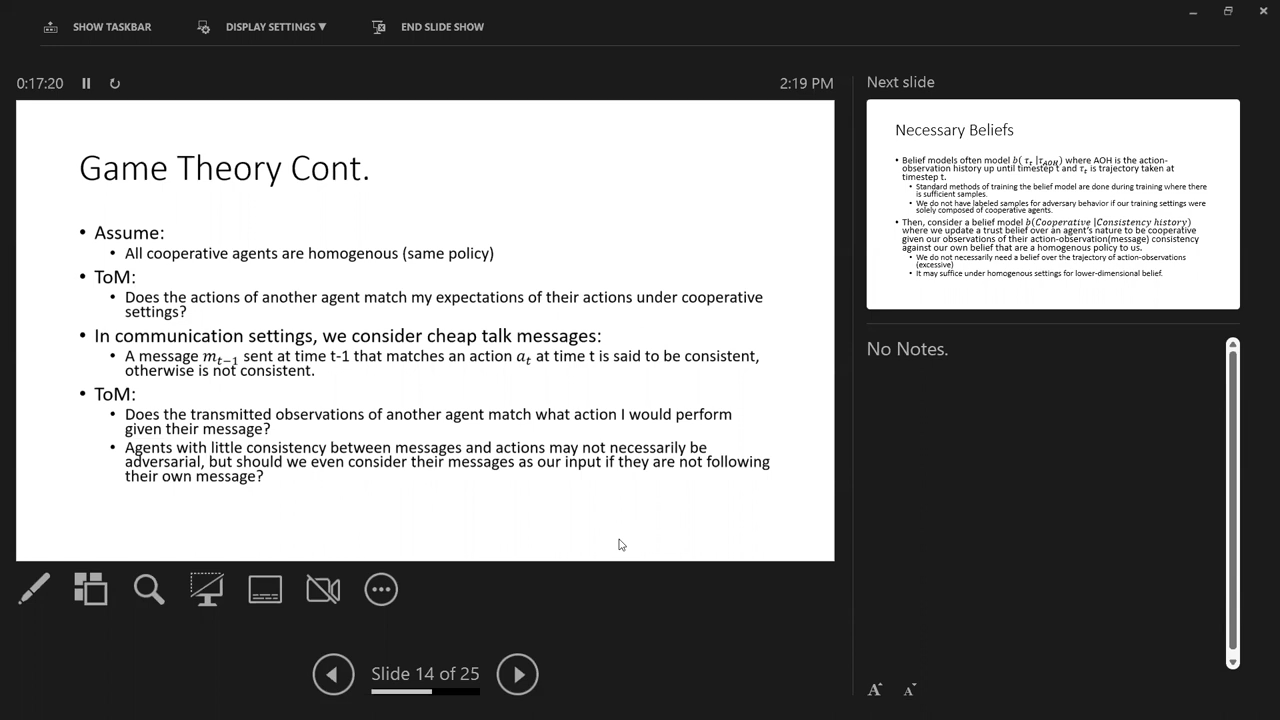 SHOW TASKBAR
DISPLAY SETTINGS ▼
END SLIDE SHOW
0:17:20
2:19 PM
Game Theory Cont.
• Assume:
• All cooperative agents are homogenous (same policy)
• ToM:
• Does the actions of another agent match my expectations of their actions under cooperative
settings?
• In communication settings, we consider cheap talk messages:
• A message m_{t−1} sent at time t-1 that matches an action a_t at time t is said to be consistent,
otherwise is not consistent.
• ToM:
• Does the transmitted observations of another agent match what action I would perform
given their message?
• Agents with little consistency between messages and actions may not necessarily be
adversarial, but should we even consider their messages as our input if they are not following
their own message?
Slide 14 of 25
Next slide
Necessary Beliefs
• Belief models often model b( τ_t |τ_{AOH}) where AOH is the action-
observation history up until timestep t and τ_t is trajectory taken at
timestep t.
• Standard methods of training the belief model are done during training where there
is sufficient samples.
• We do not have labeled samples for adversary behavior if our training settings were
solely composed of cooperative agents.
• Then, consider a belief model b(Cooperative |Consistency history)
where we update a trust belief over an agent's nature to be cooperative
given our observations of their action-observation(message) consistency
against our own belief that are a homogenous policy to us.
• We do not necessarily need a belief over the trajectory of action-observations
(excessive)
• It may suffice under homogenous settings for lower-dimensional belief.
No Notes.
A A